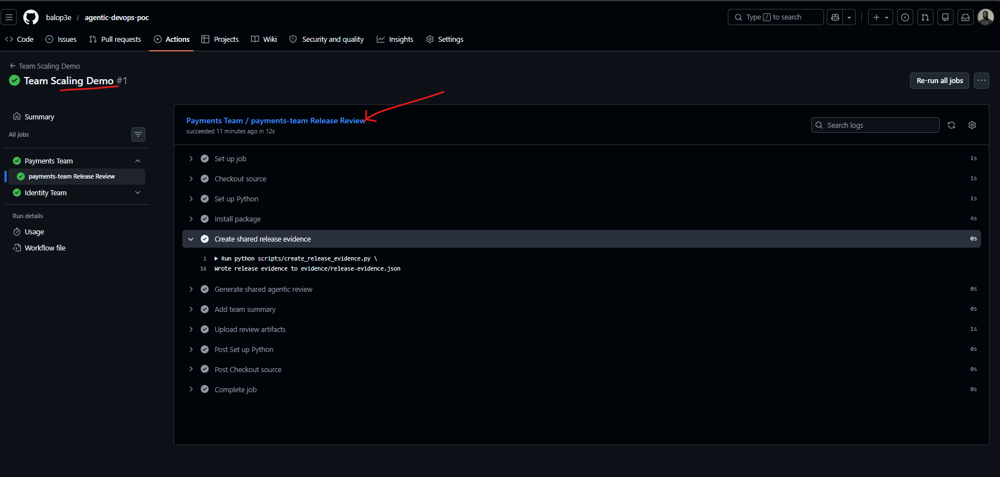 balop3e / agentic-devops-poc
Type / to search
Code
Issues
Pull requests
Actions
Projects
Wiki
Security and quality
Insights
Settings
Team Scaling Demo
Team Scaling Demo #1
Re-run all jobs
Summary
All jobs
Payments Team
payments-team Release Review
Identity Team
Run details
Usage
Workflow file
Payments Team / payments-team Release Review
succeeded 11 minutes ago in 12s
Search logs
Set up job 1s
Checkout source 1s
Set up Python 1s
Install package 4s
Create shared release evidence 0s
1 Run python scripts/create_release_evidence.py \
16 Wrote release evidence to evidence/release-evidence.json
Generate shared agentic review 0s
Add team summary 0s
Upload review artifacts 1s
Post Set up Python 0s
Post Checkout source 0s
Complete job 0s